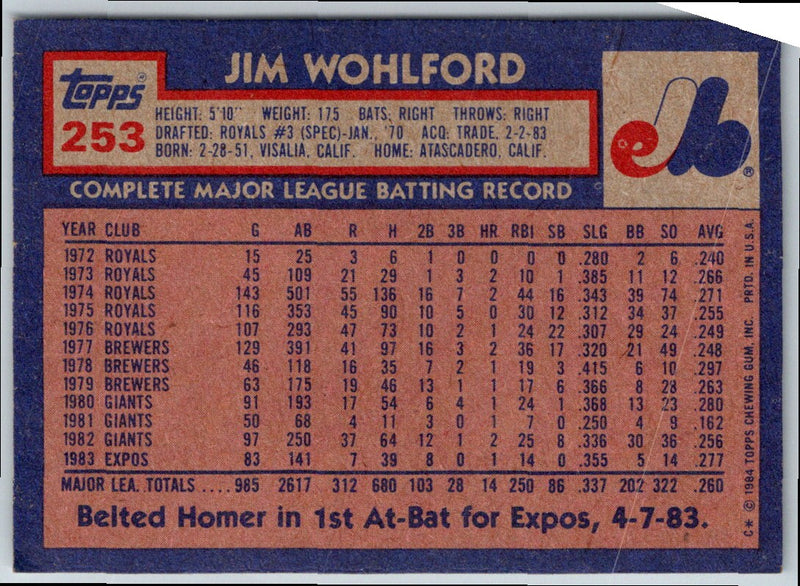 JIM WOHLFORD
Topps®
253
HEIGHT: 5'10" WEIGHT: 175 BATS: RIGHT THROWS: RIGHT
DRAFTED: ROYALS #3 (SPEC)-JAN., '70 ACQ: TRADE, 2-2-83
BORN: 2-28-51, VISALIA, CALIF. HOME: ATASCADERO, CALIF.
eb®
COMPLETE MAJOR LEAGUE BATTING RECORD
YEAR CLUB G AB R H 2B 3B HR RBI SB SLG BB SO AVG
1972 ROYALS 15 25 3 6 1 0 0 0 0 .280 2 6 .240
1973 ROYALS 45 109 21 29 1 3 2 10 1 .385 11 12 .266
1974 ROYALS 143 501 55 136 16 7 2 44 16 .343 39 74 .271
1975 ROYALS 116 353 45 90 10 5 0 30 12 .312 34 37 .255
1976 ROYALS 107 293 47 73 10 2 1 24 22 .307 29 24 .249
1977 BREWERS 129 391 41 97 16 3 2 36 17 .320 21 49 .248
1978 BREWERS 46 118 16 35 7 2 1 19 3 .415 6 10 .297
1979 BREWERS 63 175 19 46 13 1 1 17 6 .366 8 28 .263
1980 GIANTS 91 193 17 54 6 4 1 24 1 .368 13 23 .280
1981 GIANTS 50 68 4 11 3 0 1 7 0 .250 4 9 .162
1982 GIANTS 97 250 37 64 12 1 2 25 8 .336 30 36 .256
1983 EXPOS 83 141 7 39 8 0 1 14 0 .355 5 14 .277
MAJOR LEA. TOTALS .... 985 2617 312 680 103 28 14 250 86 .337 202 322 .260
Belted Homer in 1st At-Bat for Expos, 4-7-83.
C* © 1984 TOPPS CHEWING GUM, INC. PRTD. IN U.S.A.